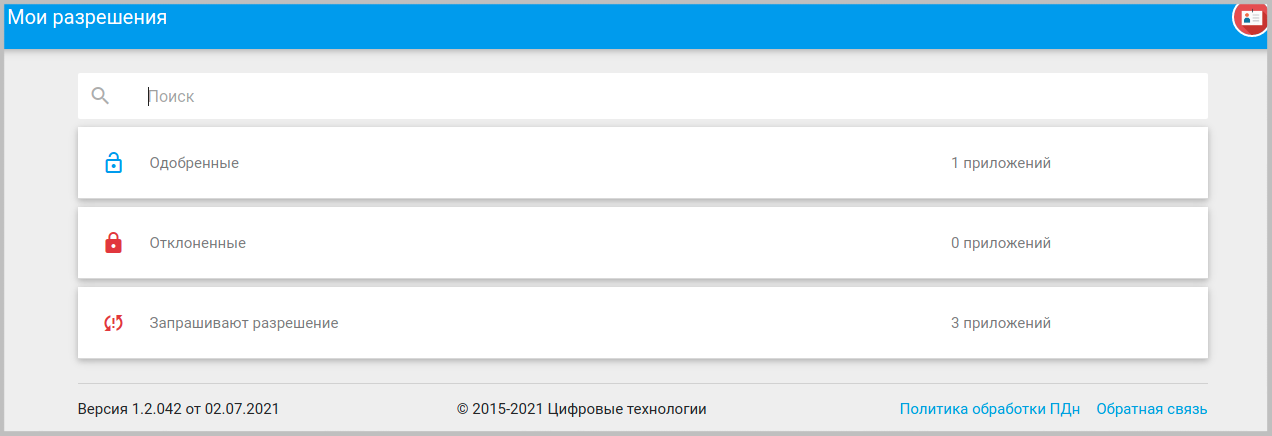 Мои разрешения
Поиск
Одобренные 1 приложений
Отклоненные 0 приложений
Запрашивают разрешение 3 приложений
Версия 1.2.042 от 02.07.2021 © 2015-2021 Цифровые технологии Политика обработки ПДн Обратная связь